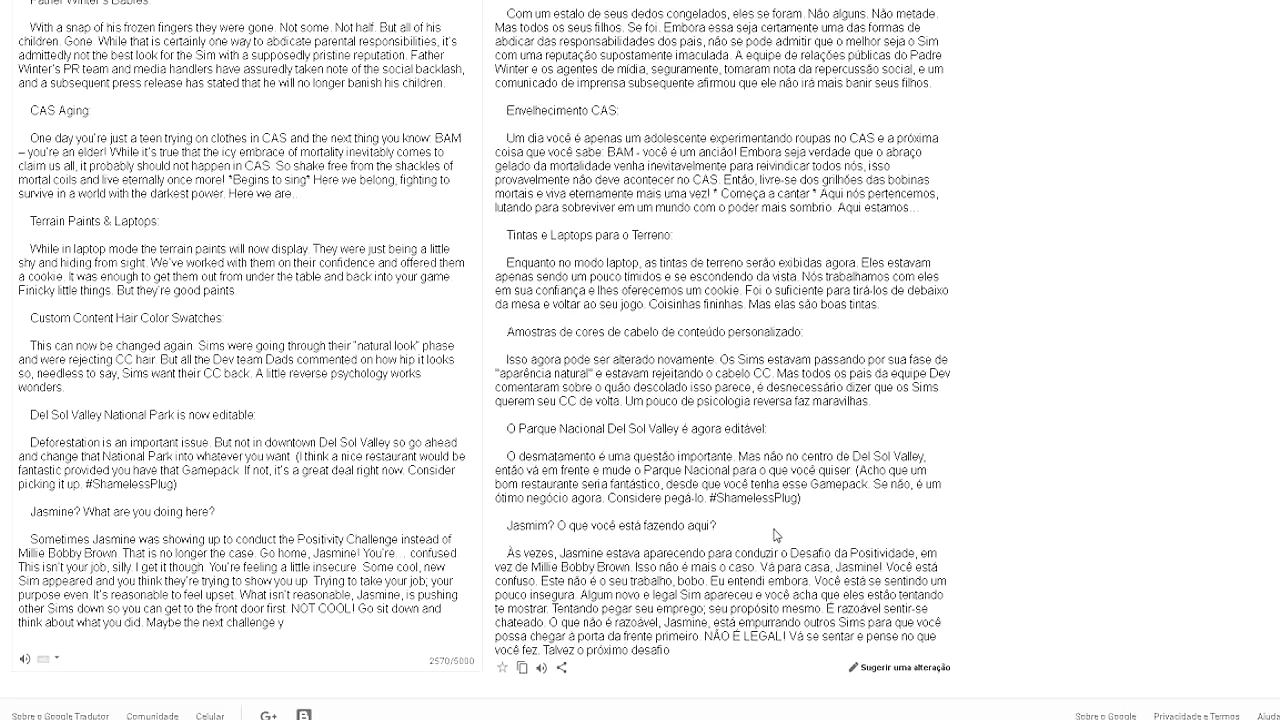 Father Winter's Babies:
With a snap of his frozen fingers they were gone. Not some. Not half. But all of his
children. Gone. While that is certainly one way to abdicate parental responsibilities, it's
admittedly not the best look for the Sim with a supposedly pristine reputation. Father
Winter's PR team and media handlers have assuredly taken note of the social backlash,
and a subsequent press release has stated that he will no longer banish his children.
CAS Aging:
One day you're just a teen trying on clothes in CAS and the next thing you know: BAM
– you're an elder! While it's true that the icy embrace of mortality inevitably comes to
claim us all, it probably should not happen in CAS. So shake free from the shackles of
mortal coils and live eternally once more! *Begins to sing* Here we belong, fighting to
survive in a world with the darkest power. Here we are...
Terrain Paints & Laptops:
While in laptop mode the terrain paints will now display. They were just being a little
shy and hiding from sight. We've worked with them on their confidence and offered them
a cookie. It was enough to get them out from under the table and back into your game.
Finicky little things. But they're good paints.
Custom Content Hair Color Swatches:
This can now be changed again. Sims were going through their "natural look" phase
and were rejecting CC hair. But all the Dev team Dads commented on how hip it looks
so, needless to say, Sims want their CC back. A little reverse psychology works
wonders.
Del Sol Valley National Park is now editable:
Deforestation is an important issue. But not in downtown Del Sol Valley so go ahead
and change that National Park into whatever you want. (I think a nice restaurant would be
fantastic provided you have that Gamepack. If not, it's a great deal right now. Consider
picking it up. #ShamelessPlug)
Jasmine? What are you doing here?
Sometimes Jasmine was showing up to conduct the Positivity Challenge instead of
Millie Bobby Brown. That is no longer the case. Go home, Jasmine! You're... confused.
This isn't your job, silly. I get it though. You're feeling a little insecure. Some cool, new
Sim appeared and you think they're trying to show you up. Trying to take your job; your
purpose even. It's reasonable to feel upset. What isn't reasonable, Jasmine, is pushing
other Sims down so you can get to the front door first. NOT COOL! Go sit down and
think about what you did. Maybe the next challenge y
2570/5000
Com um estalo de seus dedos congelados, eles se foram. Não alguns. Não metade.
Mas todos os seus filhos. Se foi. Embora essa seja certamente uma das formas de
abdicar das responsabilidades dos pais, não se pode admitir que o melhor seja o Sim
com uma reputação supostamente imaculada. A equipe de relações públicas do Padre
Winter e os agentes de mídia, seguramente, tomaram nota da repercussão social, e um
comunicado de imprensa subsequente afirmou que ele não irá mais banir seus filhos.
Envelhecimento CAS:
Um dia você é apenas um adolescente experimentando roupas no CAS e a próxima
coisa que você sabe: BAM - você é um ancião! Embora seja verdade que o abraço
gelado da mortalidade venha inevitavelmente para reivindicar todos nós, isso
provavelmente não deve acontecer no CAS. Então, livre-se dos grilhões das bobinas
mortais e viva eternamente mais uma vez! * Começa a cantar * Aqui nós pertencemos,
lutando para sobreviver em um mundo com o poder mais sombrio. Aqui estamos...
Tintas e Laptops para o Terreno:
Enquanto no modo laptop, as tintas de terreno serão exibidas agora. Eles estavam
apenas sendo um pouco tímidos e se escondendo da vista. Nós trabalhamos com eles
em sua confiança e lhes oferecemos um cookie. Foi o suficiente para tirá-los de debaixo
da mesa e voltar ao seu jogo. Coisinhas fininhas. Mas elas são boas tintas.
Amostras de cores de cabelo de conteúdo personalizado:
Isso agora pode ser alterado novamente. Os Sims estavam passando por sua fase de
"aparência natural" e estavam rejeitando o cabelo CC. Mas todos os pais da equipe Dev
comentaram sobre o quão descolado isso parece, é desnecessário dizer que os Sims
querem seu CC de volta. Um pouco de psicologia reversa faz maravilhas.
O Parque Nacional Del Sol Valley é agora editável:
O desmatamento é uma questão importante. Mas não no centro de Del Sol Valley,
então vá em frente e mude o Parque Nacional para o que você quiser. (Acho que um
bom restaurante seria fantástico, desde que você tenha esse Gamepack. Se não, é um
ótimo negócio agora. Considere pegá-lo. #ShamelessPlug)
Jasmim? O que você está fazendo aqui?
Às vezes, Jasmine estava aparecendo para conduzir o Desafio da Positividade, em
vez de Millie Bobby Brown. Isso não é mais o caso. Vá para casa, Jasmine! Você está
confuso. Este não é o seu trabalho, bobo. Eu entendi embora. Você está se sentindo um
pouco insegura. Algum novo e legal Sim apareceu e você acha que eles estão tentando
te mostrar. Tentando pegar seu emprego; seu propósito mesmo. É razoável sentir-se
chateado. O que não é razoável, Jasmine, está empurrando outros Sims para que você
possa chegar à porta da frente primeiro. NÃO É LEGAL! Vá se sentar e pense no que
você fez. Talvez o próximo desafio
Sugerir uma alteração
Sobre o Google Tradutor Comunidade Celular G+ B Sobre o Google Privacidade e Termos Ajuda